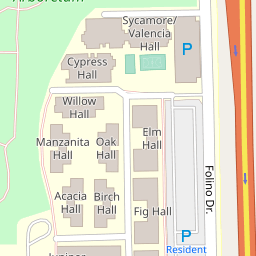 Arboretum
Sycamore/
Valencia
Hall
P
Cypress
Hall
Willow
Hall
Manzanita
Hall
Oak
Hall
Elm
Hall
Acacia
Hall
Birch
Hall
Fig Hall
Folino Dr.
P
Resident
Juniper